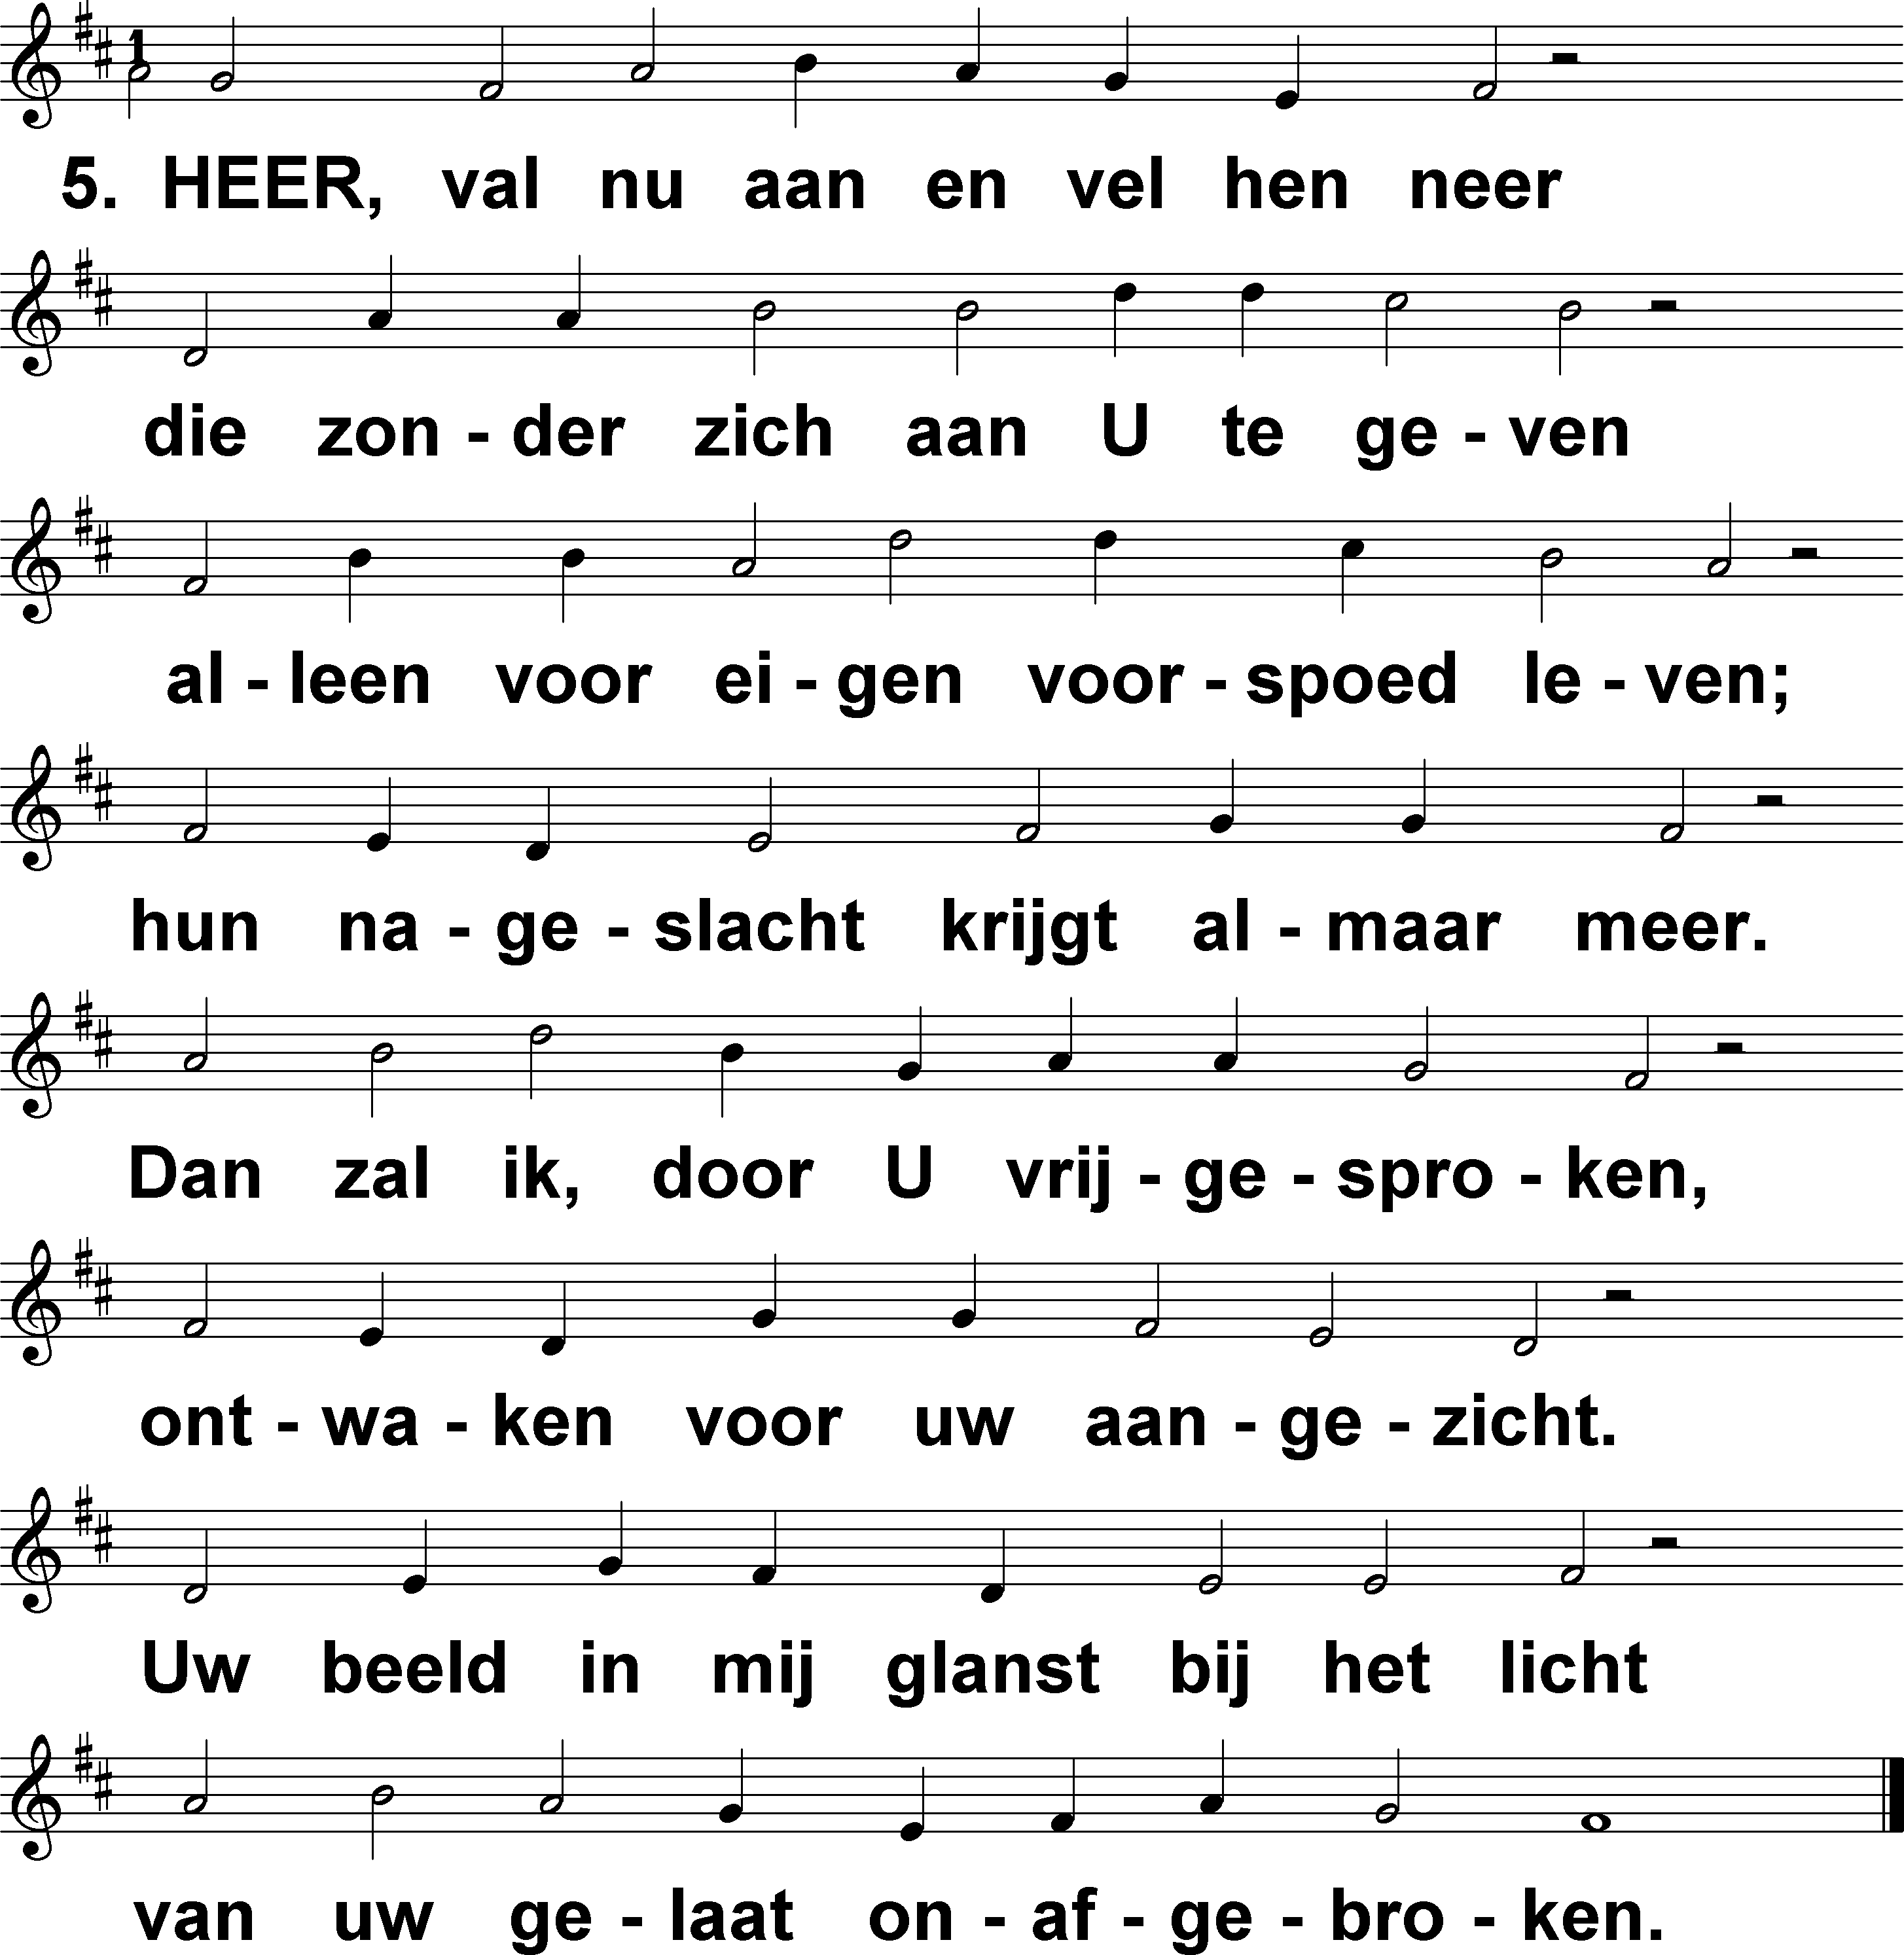 5. HEER, val nu aan en vel hen neer
die zon - der zich aan U te ge - ven
al - leen voor ei - gen voor - spoed le - ven;
hun na - ge - slacht krijgt al - maar meer.
Dan zal ik, door U vrij - ge - spro - ken,
ont - wa - ken voor uw aan - ge - zicht.
Uw beeld in mij glanst bij het licht
van uw ge - laat on - af - ge - bro - ken.